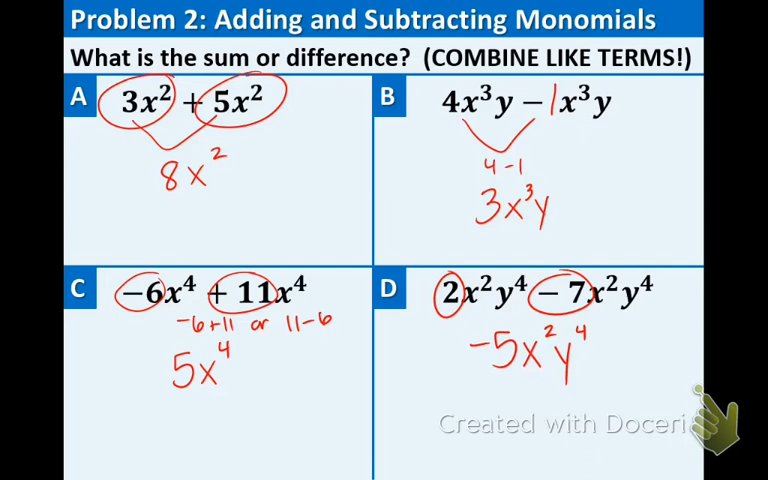 Problem 2: Adding and Subtracting Monomials
What is the sum or difference? (COMBINE LIKE TERMS!)
A 3x² + 5x²
8x²
B 4x³y − 1x³y
4-1
3x³y
C −6x⁴ + 11x⁴
-6+11 or 11-6
5x⁴
D 2x²y⁴ − 7x²y⁴
-5x²y⁴
Created with Doceri